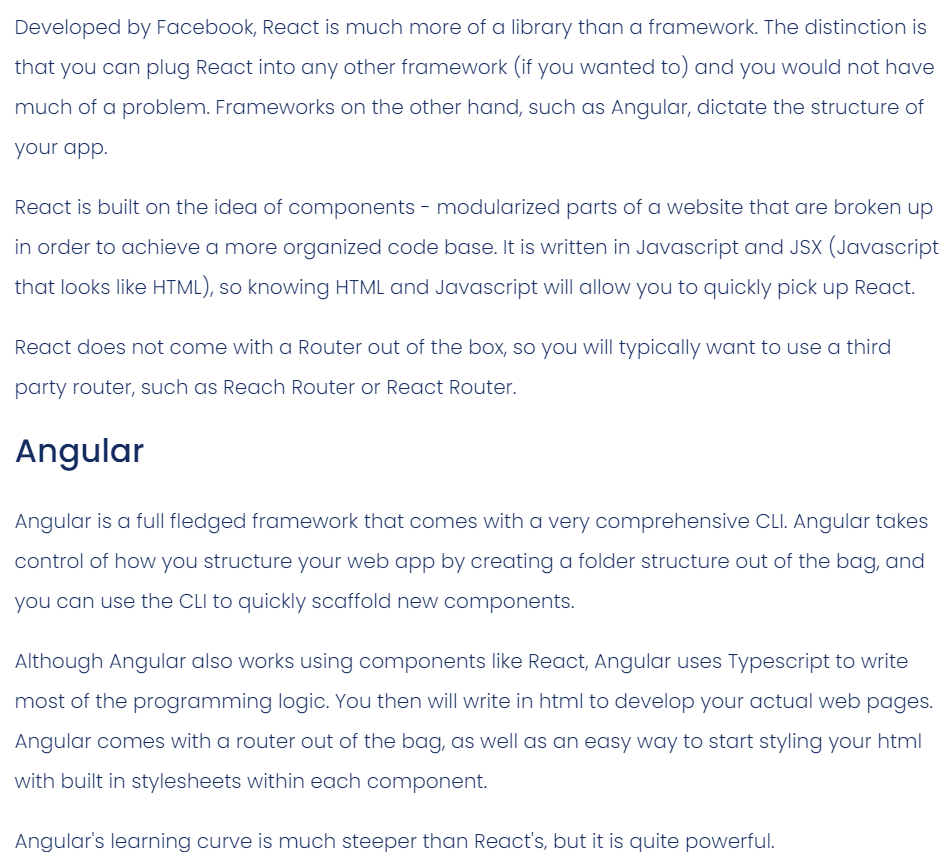 Developed by Facebook, React is much more of a library than a framework. The distinction is
that you can plug React into any other framework (if you wanted to) and you would not have
much of a problem. Frameworks on the other hand, such as Angular, dictate the structure of
your app.
React is built on the idea of components - modularized parts of a website that are broken up
in order to achieve a more organized code base. It is written in Javascript and JSX (Javascript
that looks like HTML), so knowing HTML and Javascript will allow you to quickly pick up React.
React does not come with a Router out of the box, so you will typically want to use a third
party router, such as Reach Router or React Router.
Angular
Angular is a full fledged framework that comes with a very comprehensive CLI. Angular takes
control of how you structure your web app by creating a folder structure out of the bag, and
you can use the CLI to quickly scaffold new components.
Although Angular also works using components like React, Angular uses Typescript to write
most of the programming logic. You then will write in html to develop your actual web pages.
Angular comes with a router out of the bag, as well as an easy way to start styling your html
with built in stylesheets within each component.
Angular's learning curve is much steeper than React's, but it is quite powerful.